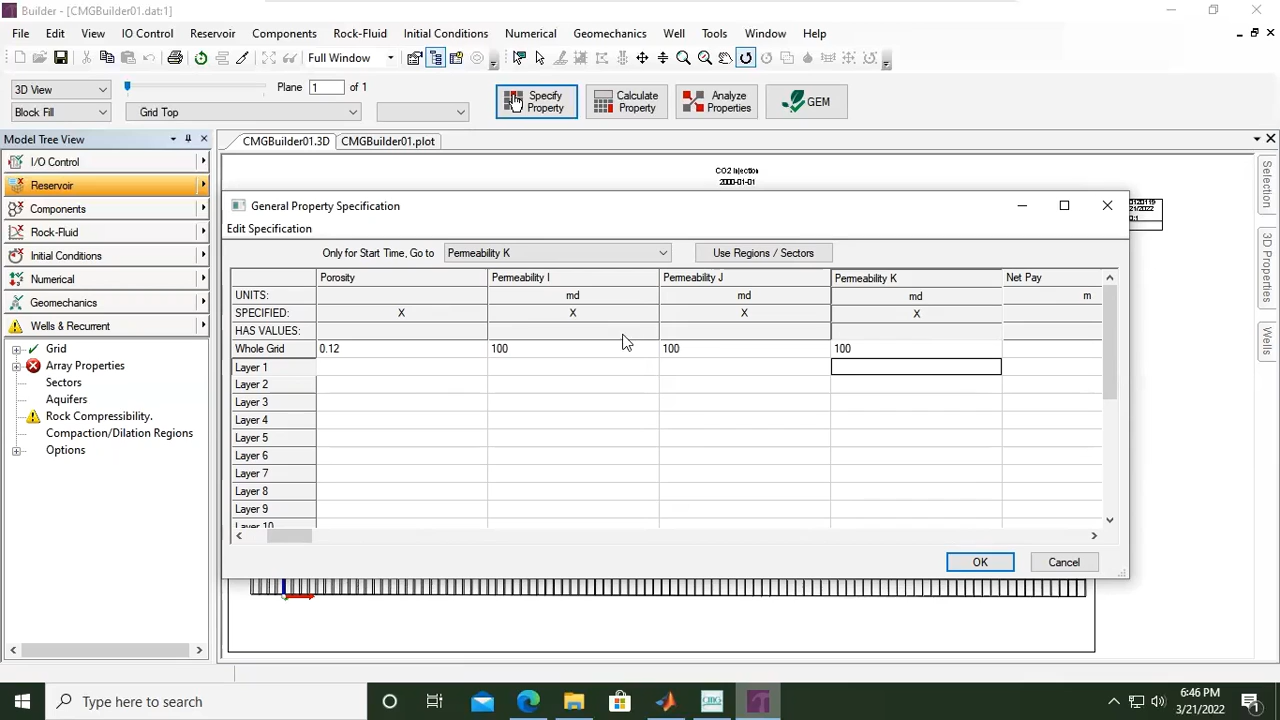 Builder - [CMGBuilder01.dat:1]
File Edit View IO Control Reservoir Components Rock-Fluid Initial Conditions Numerical Geomechanics Well Tools Window Help
Full Window
3D View
Plane 1 of 1
Block Fill
Grid Top
Specify Property
Calculate Property
Analyze Properties
GEM
Model Tree View
I/O Control
Reservoir
Components
Rock-Fluid
Initial Conditions
Numerical
Geomechanics
Wells & Recurrent
Grid
Array Properties
Sectors
Aquifers
Rock Compressibility.
Compaction/Dilation Regions
Options
CMGBuilder01.3D CMGBuilder01.plot
CO2 Injection
2000-01-01
General Property Specification
Edit Specification
Only for Start Time, Go to Permeability K Use Regions / Sectors
Porosity Permeability I Permeability J Permeability K Net Pay
UNITS: md md md m
SPECIFIED: X X X X
HAS VALUES:
Whole Grid 0.12 100 100 100
Layer 1
Layer 2
Layer 3
Layer 4
Layer 5
Layer 6
Layer 7
Layer 8
Layer 9
Layer 10
OK Cancel
Selection
3D Properties
Wells
Type here to search
6:46 PM
3/21/2022
1